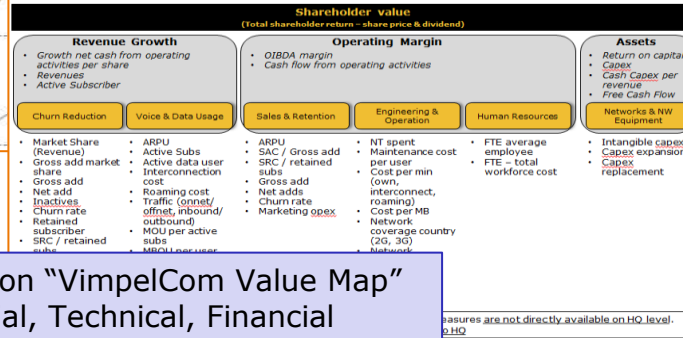 Shareholder value
(Total shareholder return – share price & dividend)
Revenue Growth
• Growth net cash from operating
activities per share
• Revenues
• Active Subscriber
Churn Reduction
Voice & Data Usage
• Market Share
(Revenue)
• Gross add market
share
• Gross add
• Net add
• Inactives
• Churn rate
• Retained
subscriber
• SRC / retained
subs
• ARPU
• Active Subs
• Active data user
• Interconnection
cost
• Roaming cost
• Traffic (onnet/
offnet, inbound/
outbound)
• MOU per active
subs
• MBOU per user
Operating Margin
• OIBDA margin
• Cash flow from operating activities
Sales & Retention
Engineering &
Operation
Human Resources
• ARPU
• SAC / Gross add
• SRC / retained
subs
• Gross add
• Net adds
• Churn rate
• Marketing opex
• NT spent
• Maintenance cost
per user
• Cost per min
(own,
interconnect,
roaming)
• Cost per MB
• Network
coverage country
(2G, 3G)
• Network
• FTE average
employee
• FTE – total
workforce cost
Assets
• Return on capital
• Capex
• Cash Capex per
revenue
• Free Cash Flow
Networks & NW
Equipment
• Intangible capex
• Capex expansion
• Capex
replacement
on “VimpelCom Value Map”
al, Technical, Financial
easures are not directly available on HQ level.
o HQ